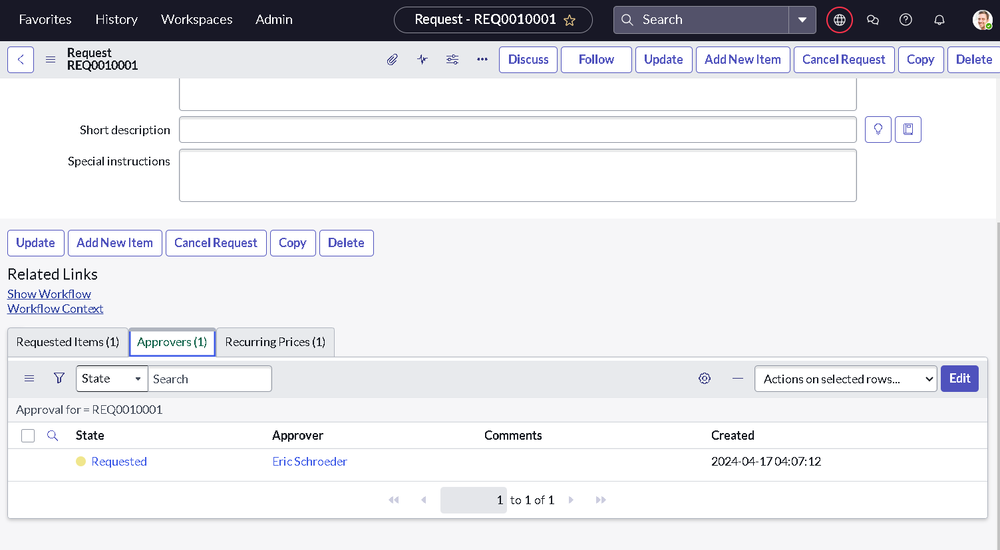 Favorites History Workspaces Admin Request - REQ0010001 Search
Request
REQ0010001
Discuss Follow Update Add New Item Cancel Request Copy Delete
Short description
Special instructions
Update Add New Item Cancel Request Copy Delete
Related Links
Show Workflow
Workflow Context
Requested Items (1) Approvers (1) Recurring Prices (1)
State Search Actions on selected rows... Edit
Approval for = REQ0010001
State Approver Comments Created
Requested Eric Schroeder 2024-04-17 04:07:12
1 to 1 of 1